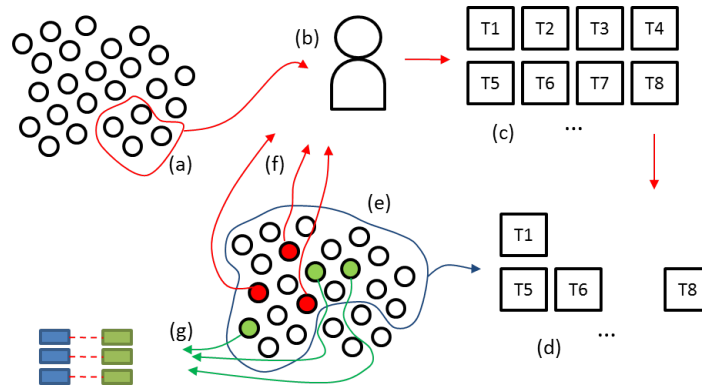 (b)
T1 T2 T3 T4
T5 T6 T7 T8
(a)
(c) ...
(f)
(e)
T1
T5 T6 T8
(g)
(d) ...